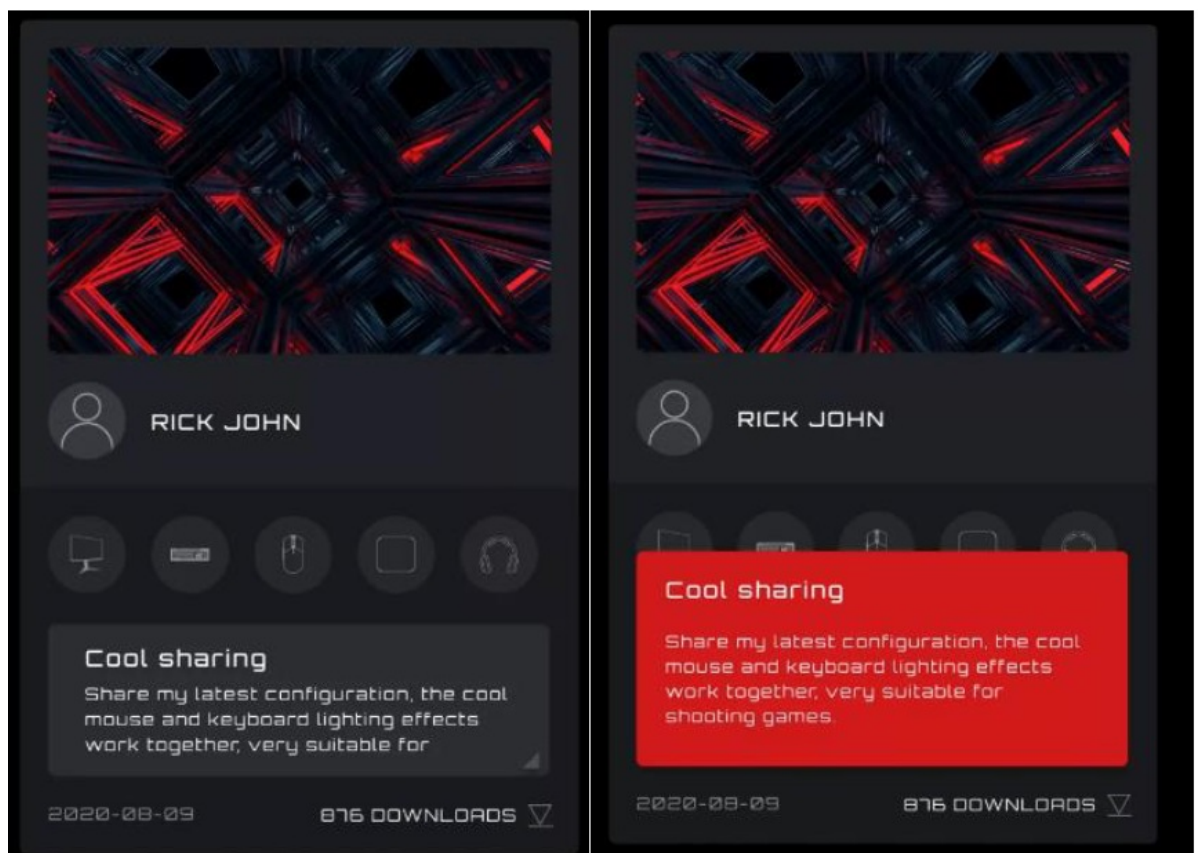 RICK JOHN
Cool sharing
Share my latest configuration, the cool
mouse and keyboard lighting effects
work together, very suitable for
2020-08-09
876 DOWNLOADS
RICK JOHN
Cool sharing
Share my latest configuration, the cool
mouse and keyboard lighting effects
work together, very suitable for
shooting games.
2020-08-09
876 DOWNLOADS